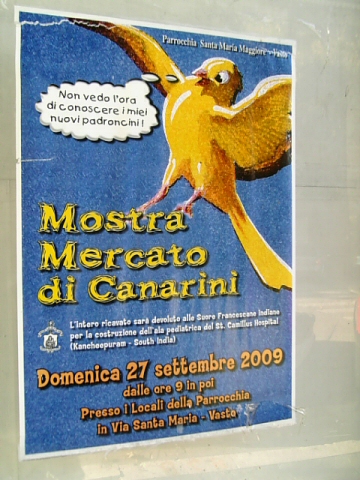 Parrocchia Santa Maria Maggiore - Vasto
Non vedo l'ora
di conoscere i miei
nuovi padroncini!
Mostra
Mercato
di Canarini
L'intero ricavato sarà devoluto alle Suore Francescane Indiane
per la costruzione dell'ala pediatrica del St. Camillus Hospital
(Kancheepuram - South India)
Domenica 27 settembre 2009
dalle ore 9 in poi
Presso i Locali della Parrocchia
in Via Santa Maria - Vasto